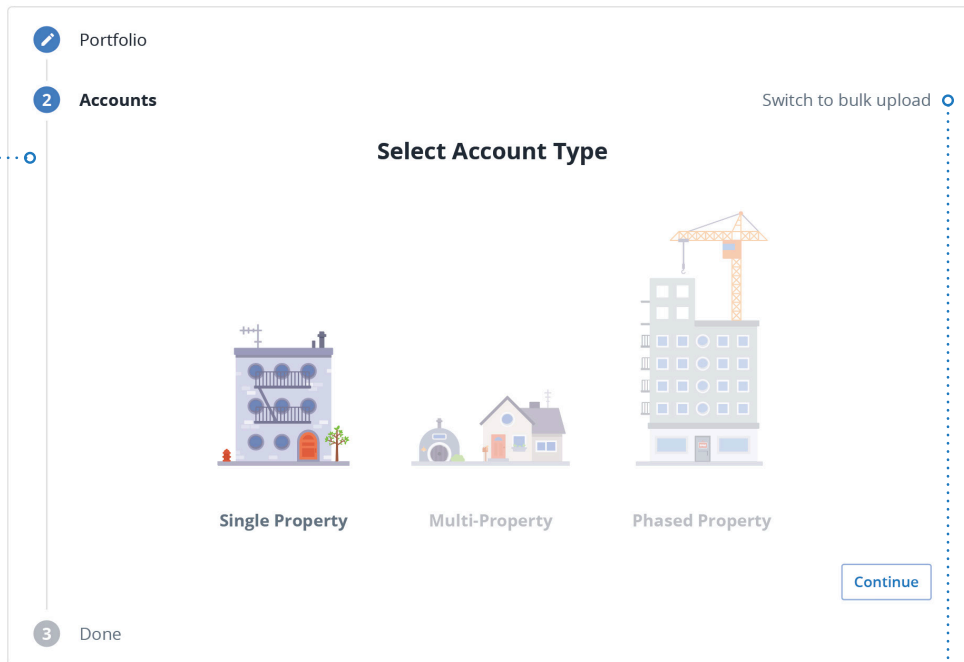 Portfolio
2 Accounts
Switch to bulk upload
Select Account Type
Single Property
Multi-Property
Phased Property
Continue
3 Done